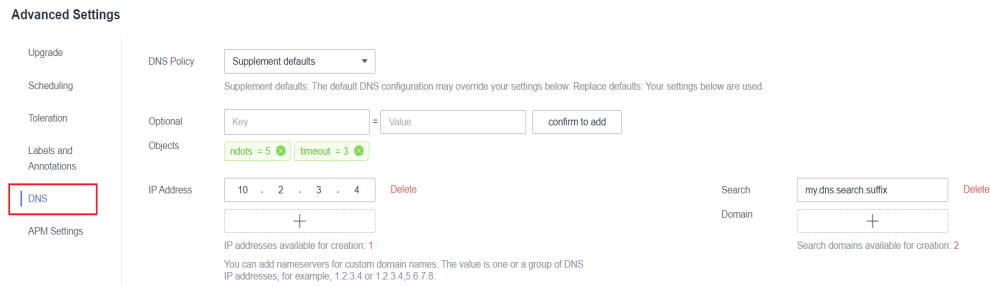 Advanced Settings
Upgrade
Scheduling
Toleration
Labels and
Annotations
DNS
APM Settings
DNS Policy
Supplement defaults
Supplement defaults: The default DNS configuration may override your settings below. Replace defaults: Your settings below are used.
Optional
Objects
Key = Value
confirm to add
ndots = 5
timeout = 3
IP Address
10 . 2 . 3 . 4
Delete
IP addresses available for creation: 1
You can add nameservers for custom domain names. The value is one or a group of DNS
IP addresses, for example, 1.2.3.4 or 1.2.3.4,5.6.7.8.
Search
Domain
my.dns.search.suffix
Delete
Search domains available for creation: 2